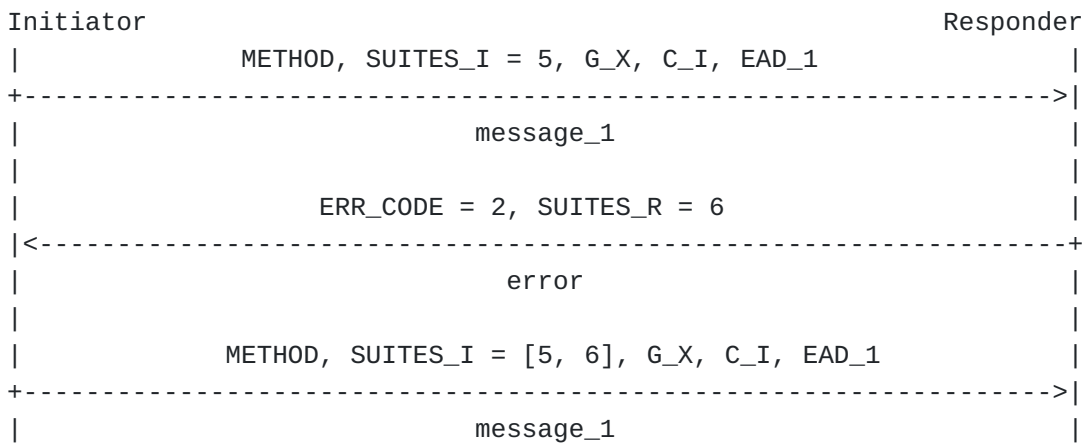 Initiator                                                   Responder
|              METHOD, SUITES_I = 5, G_X, C_I, EAD_1                |
+------------------------------------------------------------------>|
|                             message_1                             |
|                                                                   |
|                   ERR_CODE = 2, SUITES_R = 6                      |
|<------------------------------------------------------------------+
|                               error                               |
|                                                                   |
|             METHOD, SUITES_I = [5, 6], G_X, C_I, EAD_1            |
+------------------------------------------------------------------>|
|                             message_1                             |